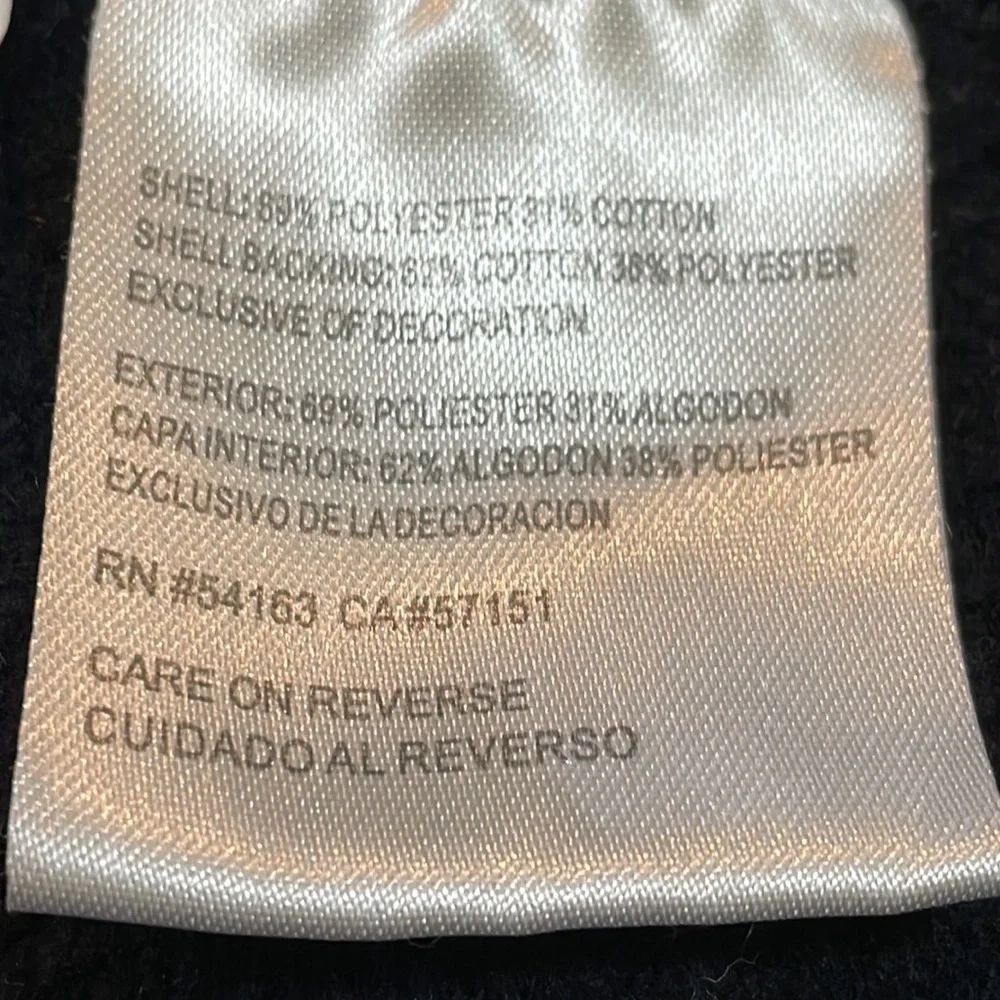 SHELL: 69% POLYESTER 31% COTTON
SHELL BACKING: 62% COTTON 38% POLYESTER
EXCLUSIVE OF DECORATION
EXTERIOR: 69% POLIESTER 31% ALGODON
CAPA INTERIOR: 62% ALGODON 38% POLIESTER
EXCLUSIVO DE LA DECORACION
RN #54163 CA#57151
CARE ON REVERSE
CUIDADO AL REVERSO